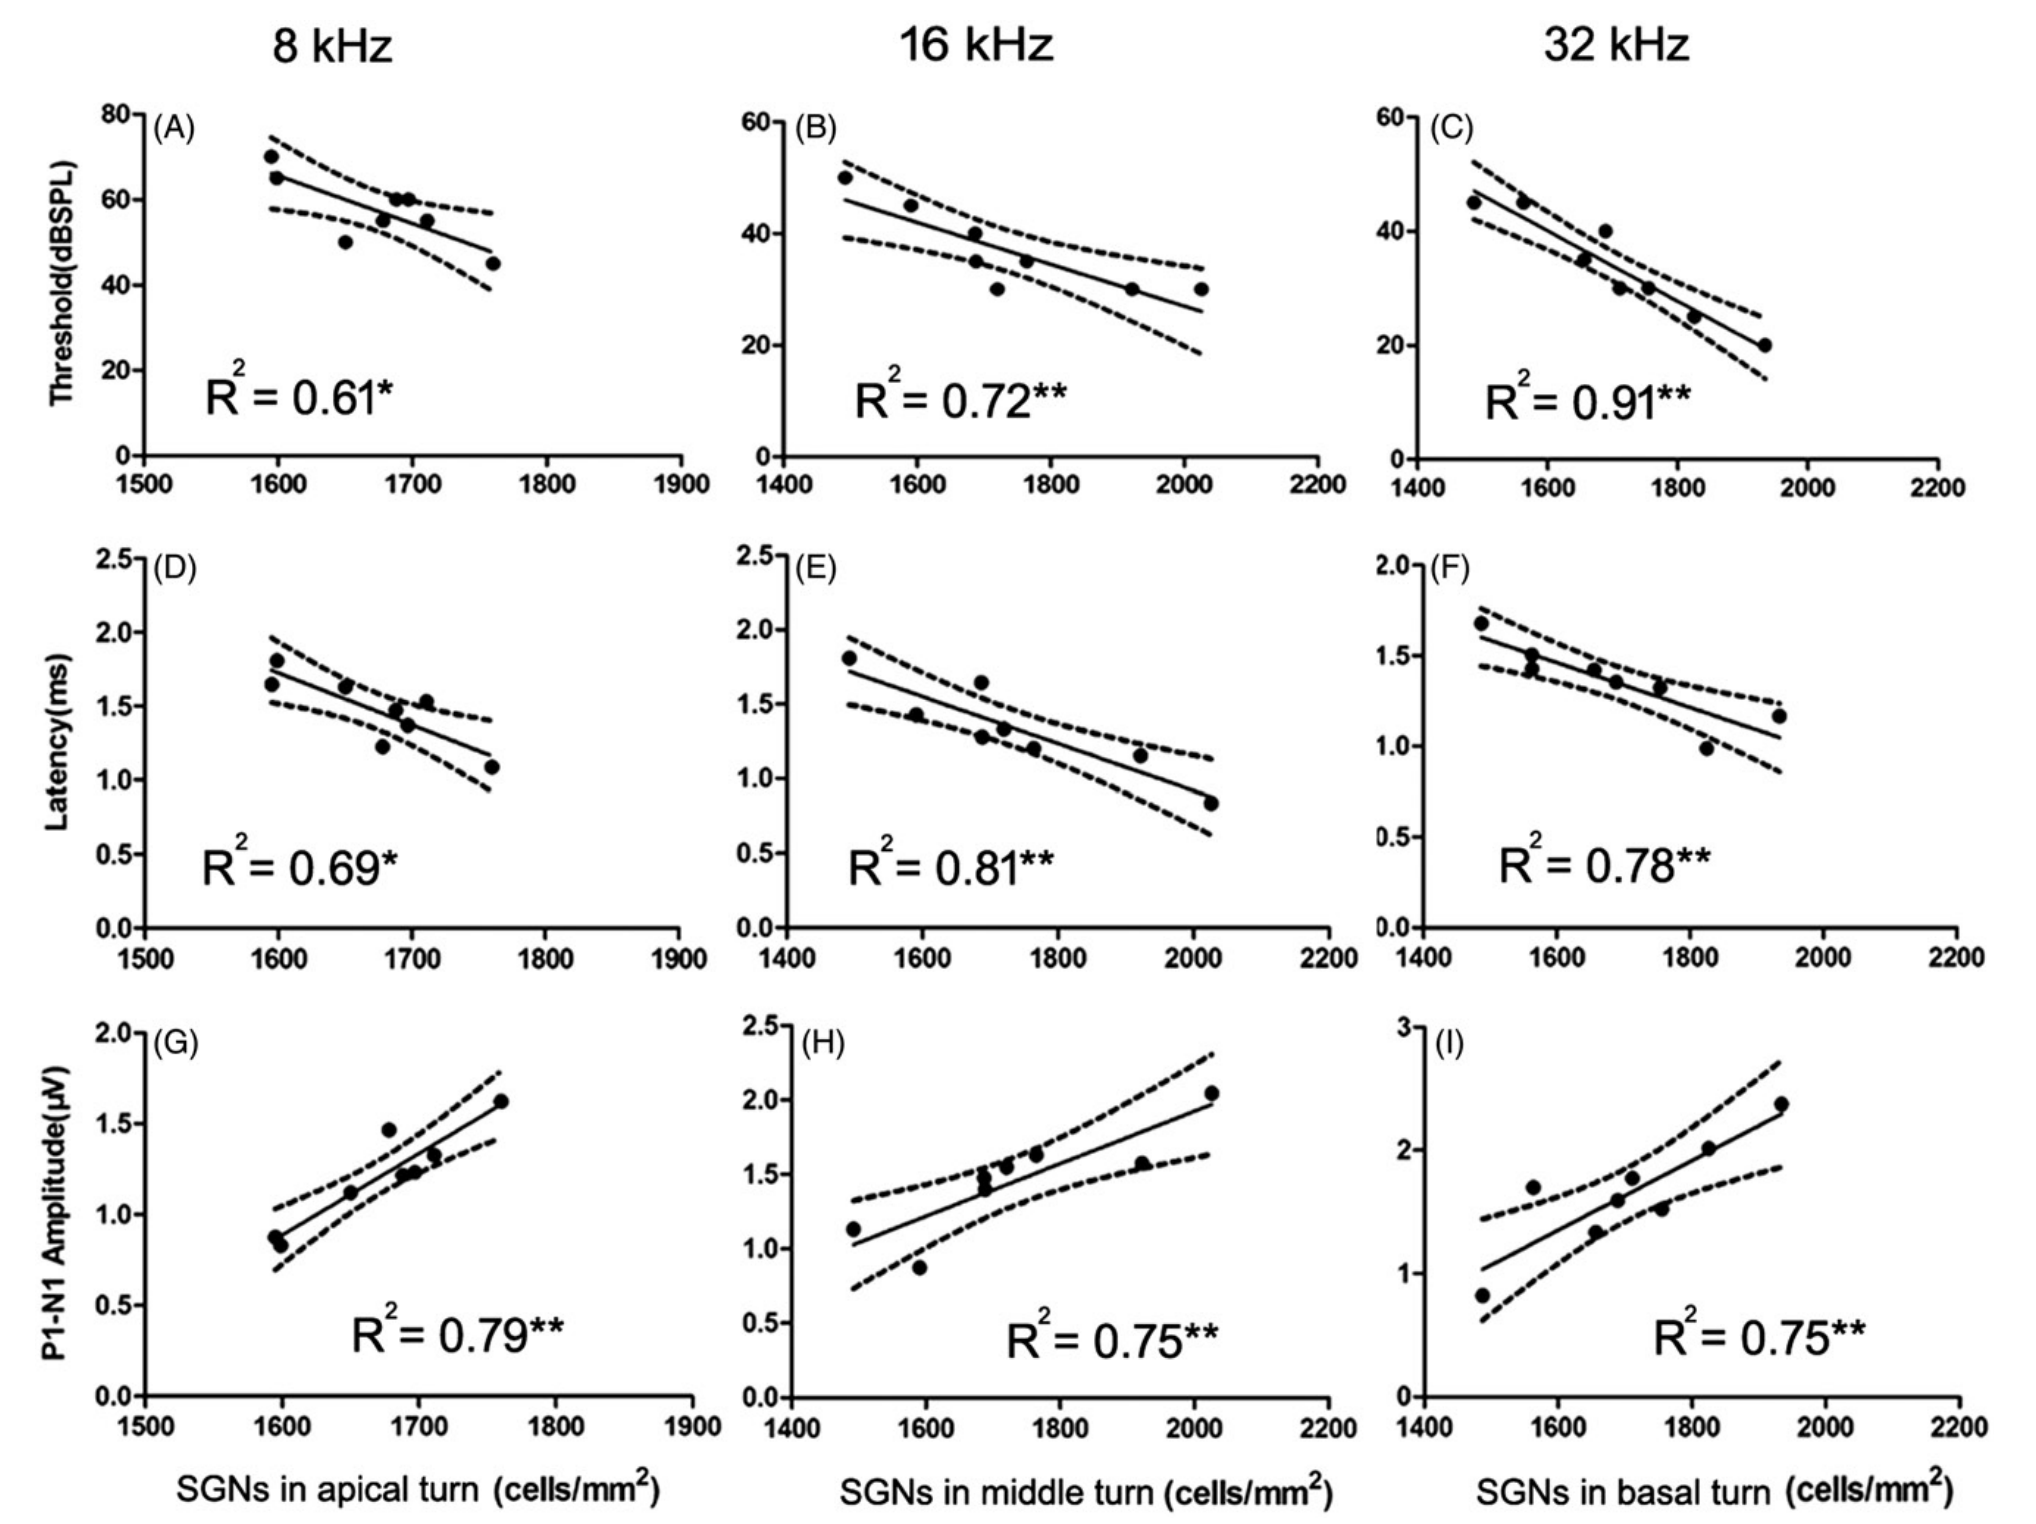 8 kHz 16 kHz 32 kHz
(A) (B) (C)
Threshold(dBSPL)
80 60 40 20 0
60 40 20 0
60 40 20 0
R² = 0.61* R² = 0.72** R² = 0.91**
1500 1600 1700 1800 1900
1400 1600 1800 2000 2200
1400 1600 1800 2000 2200
(D) (E) (F)
Latency(ms)
2.5 2.0 1.5 1.0 0.5 0.0
2.5 2.0 1.5 1.0 0.5 0.0
2.0 1.5 1.0 0.5 0.0
R² = 0.69* R² = 0.81** R² = 0.78**
1500 1600 1700 1800 1900
1400 1600 1800 2000 2200
1400 1600 1800 2000 2200
(G) (H) (I)
P1-N1 Amplitude(µV)
2.0 1.5 1.0 0.5 0.0
2.5 2.0 1.5 1.0 0.5 0.0
3 2 1 0
R² = 0.79** R² = 0.75** R² = 0.75**
1500 1600 1700 1800 1900
1400 1600 1800 2000 2200
1400 1600 1800 2000 2200
SGNs in apical turn (cells/mm²)
SGNs in middle turn (cells/mm²)
SGNs in basal turn (cells/mm²)